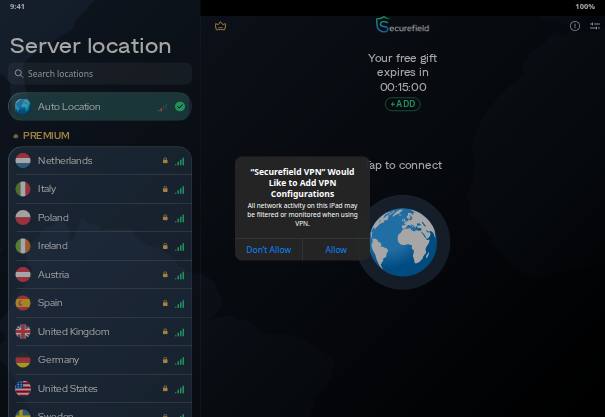 9:41
100%
Server location
Search locations
Auto Location
PREMIUM
Netherlands
Italy
Poland
Ireland
Austria
Spain
United Kingdom
Germany
United States
Sweden
Securefield
Your free gift
expires in
00:15:00
+ADD
ap to connect
"Securefield VPN" Would
Like to Add VPN
Configurations
All network activity on this iPad may
be filtered or monitored when using
VPN.
Don't Allow
Allow